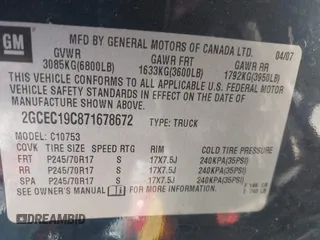 GM
MFD BY GENERAL MOTORS OF CANADA LTD.
04/07
GVWR GAWR FRT GAWR RR
3085KG(6800LB) 1633KG(3600LB) 1792KG(3950LB)
THIS VEHICLE CONFORMS TO ALL APPLICABLE U.S. FEDERAL MOTOR
VEHICLE SAFETY STANDARDS IN EFFECT ON THE DATE OF
MANUFACTURE SHOWN ABOVE.
2GCEC19C871678672 TYPE: TRUCK
MODEL: C10753
CQVK TIRE SIZE SPEED RIM COLD TIRE PRESSURE
FRT P245/70R17 S 17X7.5J 240KPA(35PSI)
RR P245/70R17 S 17X7.5J 240KPA(35PSI)
SPA P245/70R17 S 17X7.5J 240KPA(35PSI)
SEE OWNER'S MANUAL FOR ADDITIONAL INFORMATION.
DREAMBID